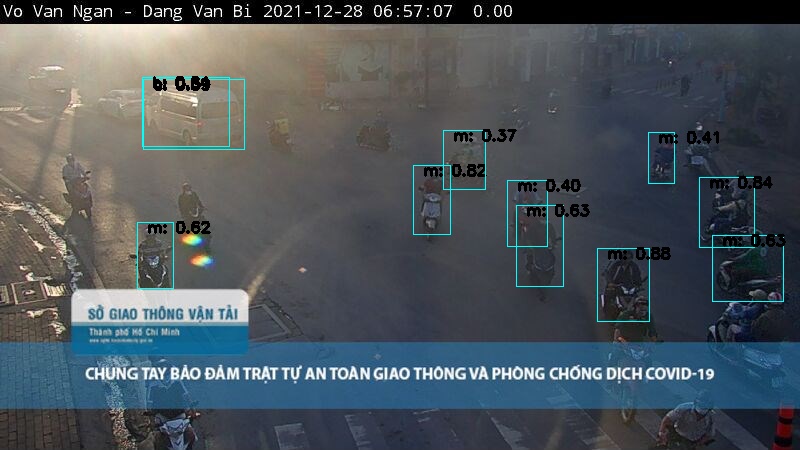 Vo Van Ngan - Dang Van Bi 2021-12-28 06:57:07 0.00
m: 0.37
m: 0.41
m: 0.82
m: 0.84
m: 0.40
m: 0.63
m: 0.62
m: 0.63
m: 0.88
SỞ GIAO THÔNG VẬN TẢI
Thành phố Hồ Chí Minh
CHUNG TAY BẢO ĐẢM TRẬT TỰ AN TOÀN GIAO THÔNG VÀ PHÒNG CHỐNG DỊCH COVID-19